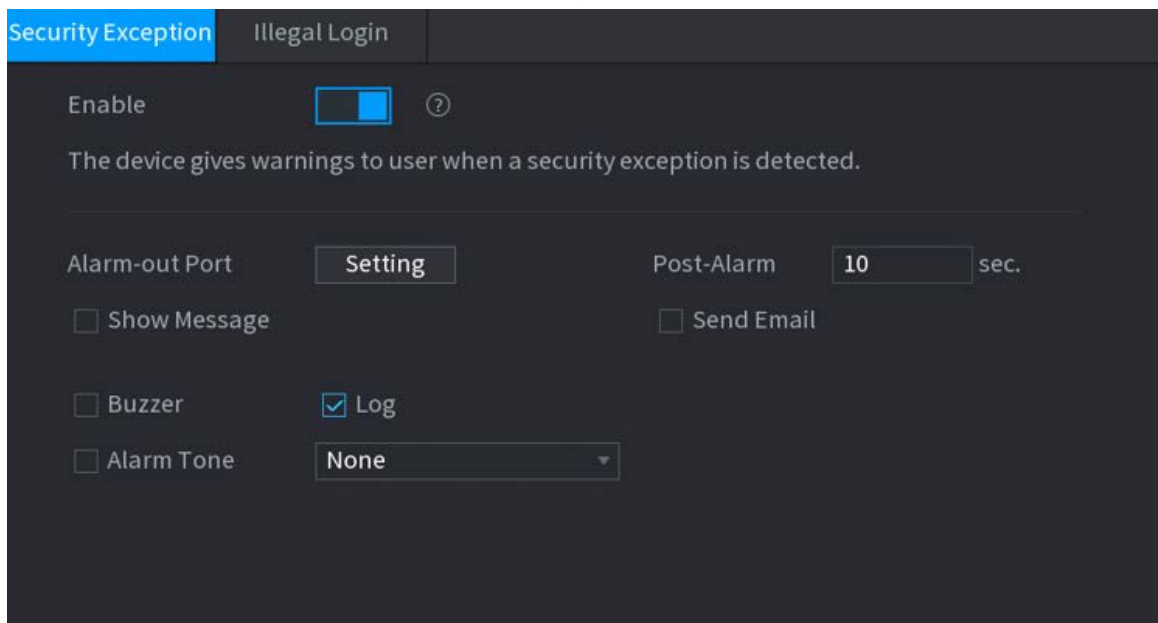 Security Exception Illegal Login
Enable ?
The device gives warnings to user when a security exception is detected.
Alarm-out Port Setting Post-Alarm 10 sec.
Show Message Send Email
Buzzer Log
Alarm Tone None